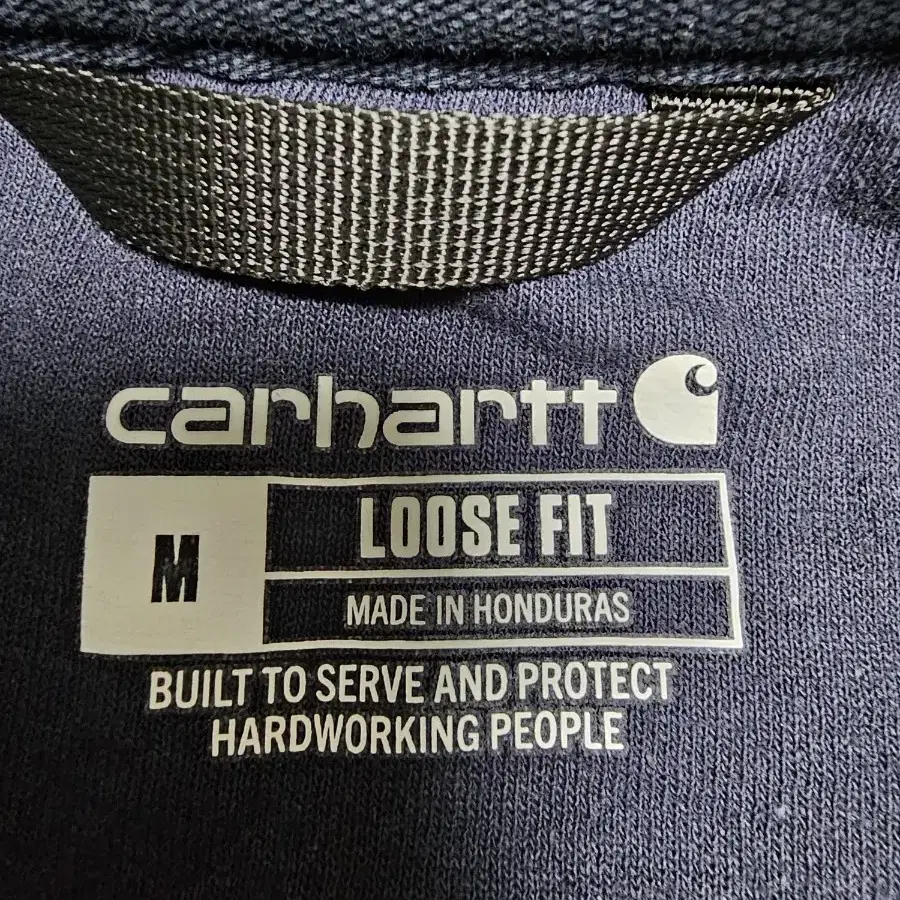 carhartt
M
LOOSE FIT
MADE IN HONDURAS
BUILT TO SERVE AND PROTECT
HARDWORKING PEOPLE